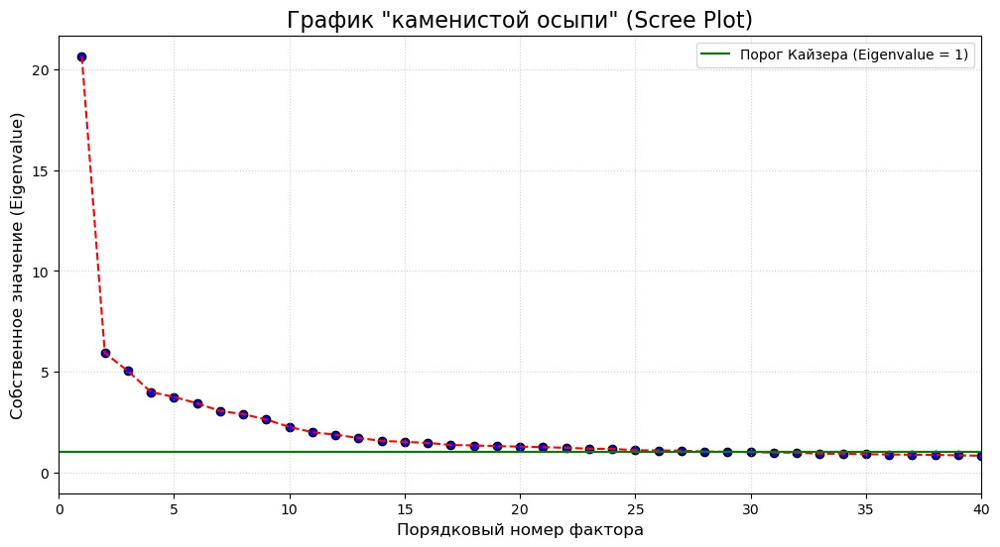 График "каменистой осыпи" (Scree Plot)
Порог Кайзера (Eigenvalue = 1)
Собственное значение (Eigenvalue)
20
15
10
5
0
0 5 10 15 20 25 30 35 40
Порядковый номер фактора